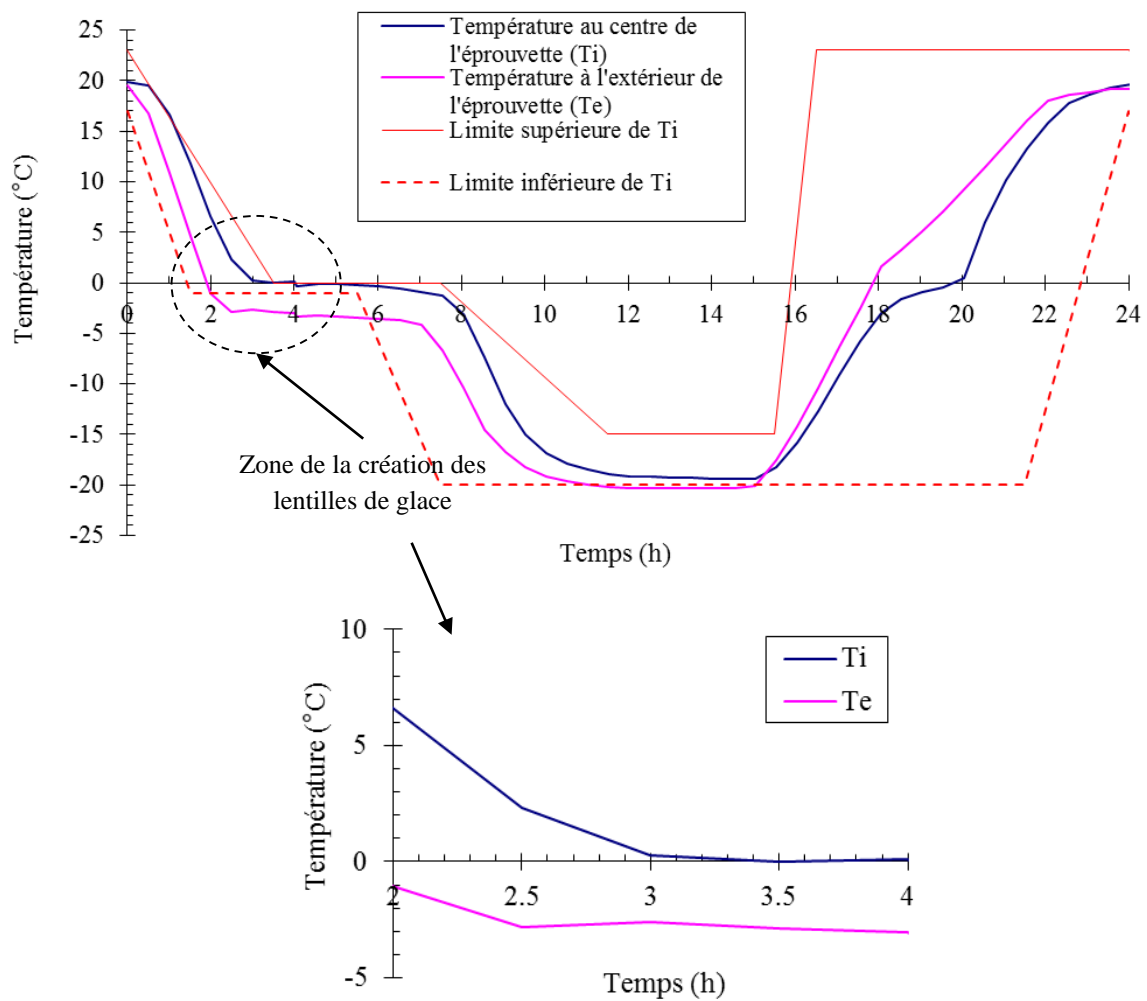 Température au centre de
l'éprouvette (Ti)
Température à l'extérieur de
l'éprouvette (Te)
Limite supérieure de Ti
Limite inférieure de Ti
25
20
15
10
5
0
-5
-10
-15
-20
-25
Température (°C)
0 2 4 6 8 10 12 14 16 18 20 22 24
Temps (h)
Zone de la création des
lentilles de glace
Ti
Te
10
5
0
-5
Température (°C)
2 2.5 3 3.5 4
Temps (h)